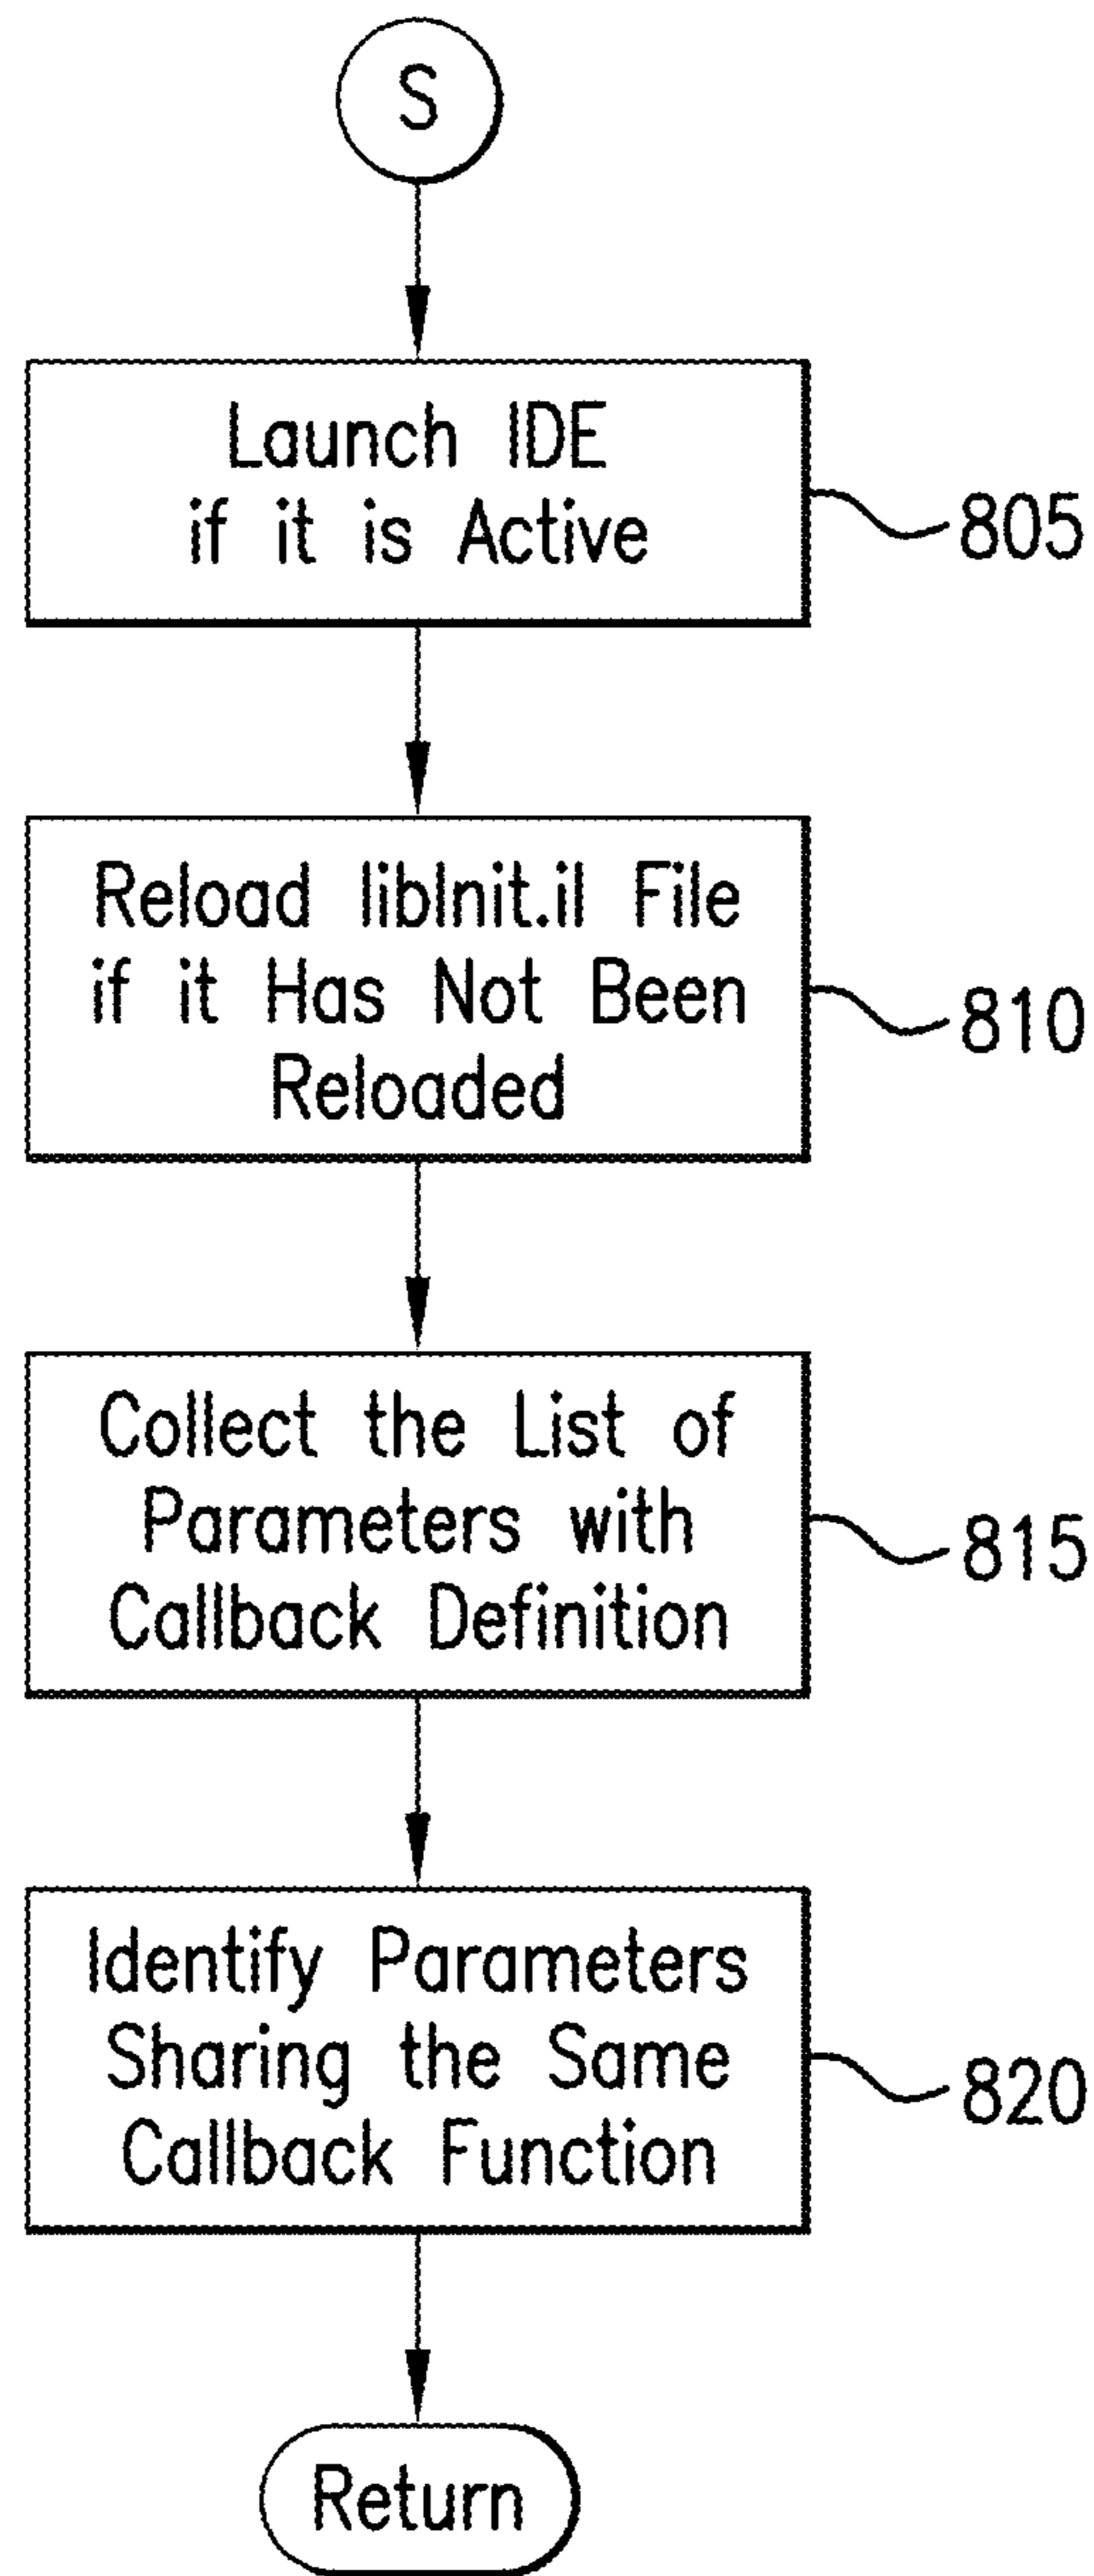 S
Launch IDE
if it is Active
805
Reload libInit.il File
if it Has Not Been
Reloaded
810
Collect the List of
Parameters with
Callback Definition
815
Identify Parameters
Sharing the Same
Callback Function
820
Return